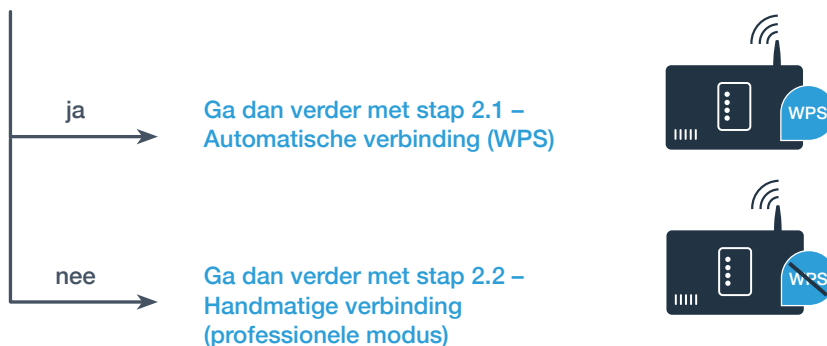 ja
Ga dan verder met stap 2.1 –
Automatische verbinding (WPS)
WPS
nee
Ga dan verder met stap 2.2 –
Handmatige verbinding
(professionele modus)
WPS